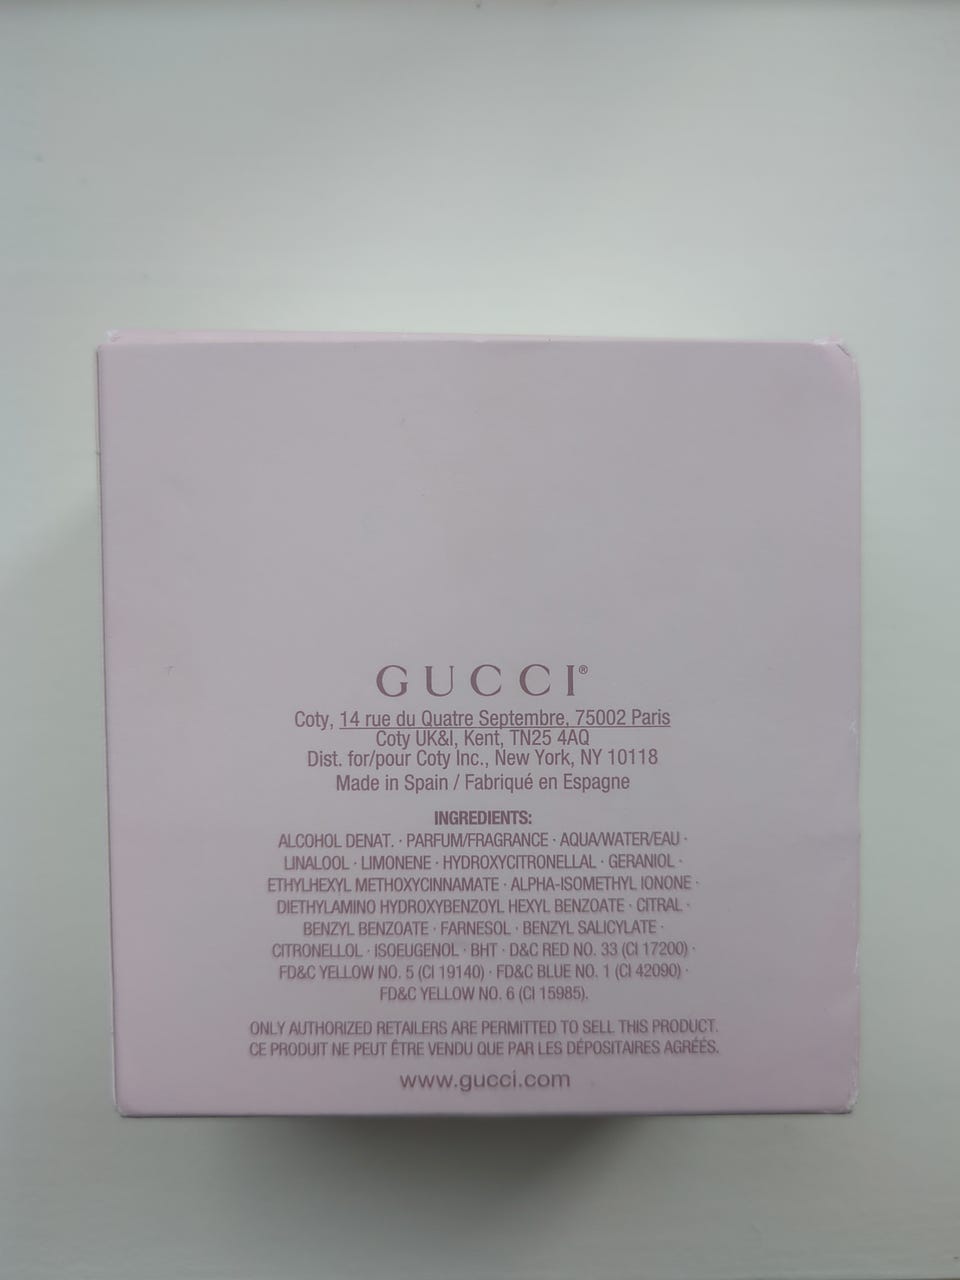 GUCCI®
Coty, 14 rue du Quatre Septembre, 75002 Paris
Coty UK&I, Kent, TN25 4AQ
Dist. for/pour Coty Inc., New York, NY 10118
Made in Spain / Fabriqué en Espagne
INGREDIENTS:
ALCOHOL DENAT. · PARFUM/FRAGRANCE · AQUA/WATER/EAU ·
LINALOOL · LIMONENE · HYDROXYCITRONELLAL · GERANIOL ·
ETHYLHEXYL METHOXYCINNAMATE · ALPHA-ISOMETHYL IONONE ·
DIETHYLAMINO HYDROXYBENZOYL HEXYL BENZOATE · CITRAL ·
BENZYL BENZOATE · FARNESOL · BENZYL SALICYLATE ·
CITRONELLOL · ISOEUGENOL · BHT · D&C RED NO. 33 (CI 17200) ·
FD&C YELLOW NO. 5 (CI 19140) · FD&C BLUE NO. 1 (CI 42090) ·
FD&C YELLOW NO. 6 (CI 15985).
ONLY AUTHORIZED RETAILERS ARE PERMITTED TO SELL THIS PRODUCT.
CE PRODUIT NE PEUT ÊTRE VENDU QUE PAR LES DÉPOSITAIRES AGRÉÉS.
www.gucci.com